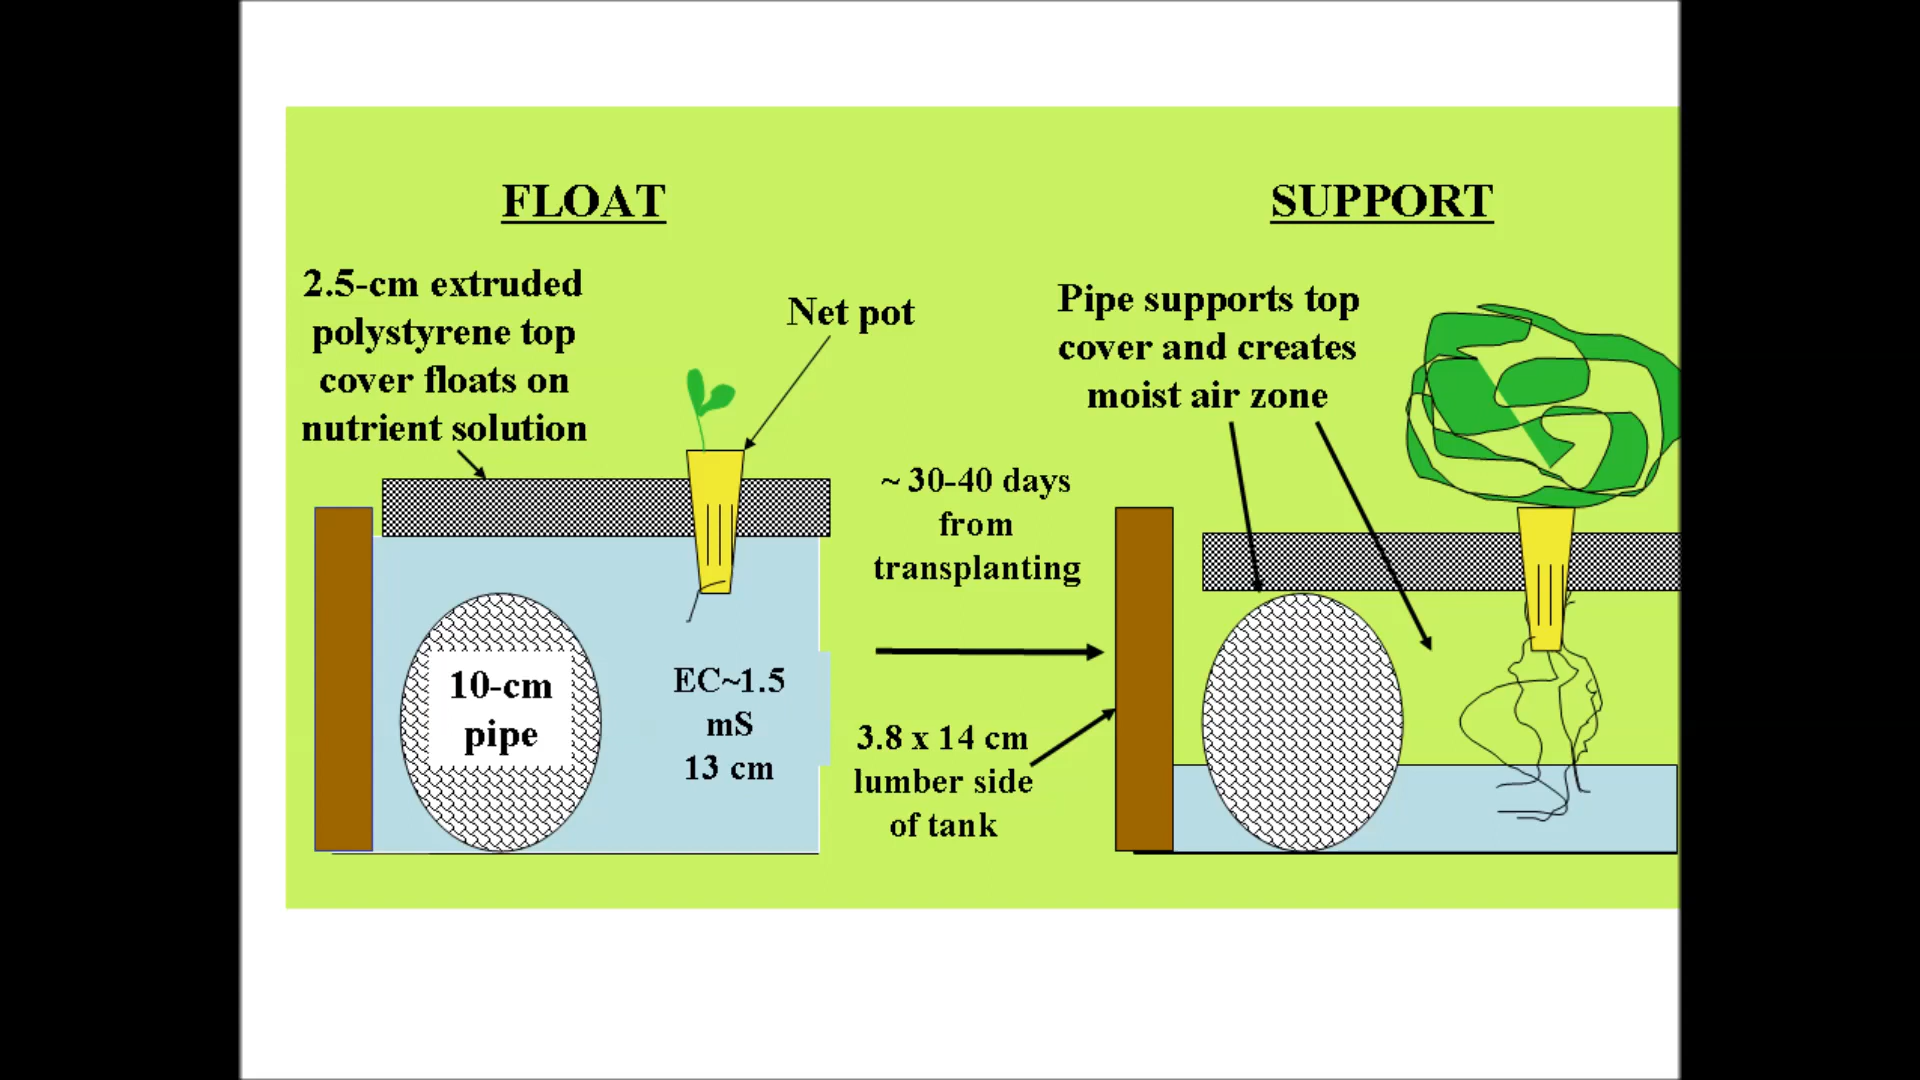 FLOAT
SUPPORT
2.5-cm extruded
polystyrene top
cover floats on
nutrient solution
Net pot
Pipe supports top
cover and creates
moist air zone
~ 30-40 days
from
transplanting
10-cm
pipe
EC~1.5
mS
13 cm
3.8 x 14 cm
lumber side
of tank